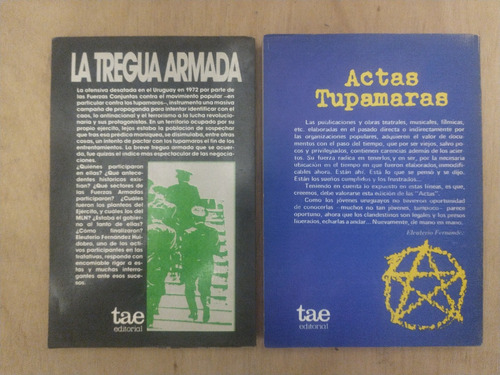 LA TREGUA ARMADA
La ofensiva desatada en el Uruguay en 1972 por parte de
las Fuerzas Conjuntas contra el movimiento popular -en
particular contra los tupamaros-, instrumentó una masiva
campaña de propaganda para intentar identificar con el
caos, lo antinacional y el terrorismo a la lucha revolucio-
naria y sus protagonistas. En un territorio ocupado por su
propio ejército, lejos estaba la población de sospechar
que tras esa prédica maniquea, se disimulaba, entre otras
cosas, un intento de pactar con los tupamaros el fin de los
enfrentamientos. La breve tregua armada que se acor-
dó, fue quizás el índice más espectacular de las negocia-
ciones.
¿Quiénes participaron
en ellas? ¿Qué ante-
cedentes históricos exis-
tían? ¿Qué sectores de
las Fuerzas Armadas
participaron? ¿Cuáles
fueron los planteos del
Ejército, y cuáles los del
MLN? ¿Estaba el gobier-
no al tanto de ellas?
¿Cómo finalizaron?
Eleuterio Fernández Hui-
dobro, uno de los acti-
vos participantes en las
tratativas, responde con
encomiable rigor a es-
tas y muchas interro-
gantes ante esos suce-
sos.
tae
editorial
Actas
Tupamaras
Las publicaciones y obras teatrales, musicales, fílmicas,
etc. elaboradas en el pasado directa o indirectamente por
las organizaciones populares, adquieren el valor de docu-
mentos con el paso del tiempo, que por ser viejos, salles po-
cos y privilegiados, contienen carencias además de los acier-
tos. Su fuerza radica en tenerlos y en ser, por la necesaria
ubicación en el tiempo en que fueron elaborados, inmodifi-
cables ahora. Están ahí. Está lo que se pensó y se dijo.
Están los sueños cumplidos y los frustrados...
Teniendo en cuenta lo expuesto en estas líneas, es que,
creemos, debe valorarse esta edición de las "Actas".
Como los jóvenes uruguayos no tuvieron oportunidad
de conocerlas -muchos no tan jóvenes, tampoco- parece
oportuno, ahora que los clandestinos son legales y los presos
liberados, echarlas a andar... Nuevamente, de mano en mano.
Eleuterio Fernández
tae
editorial